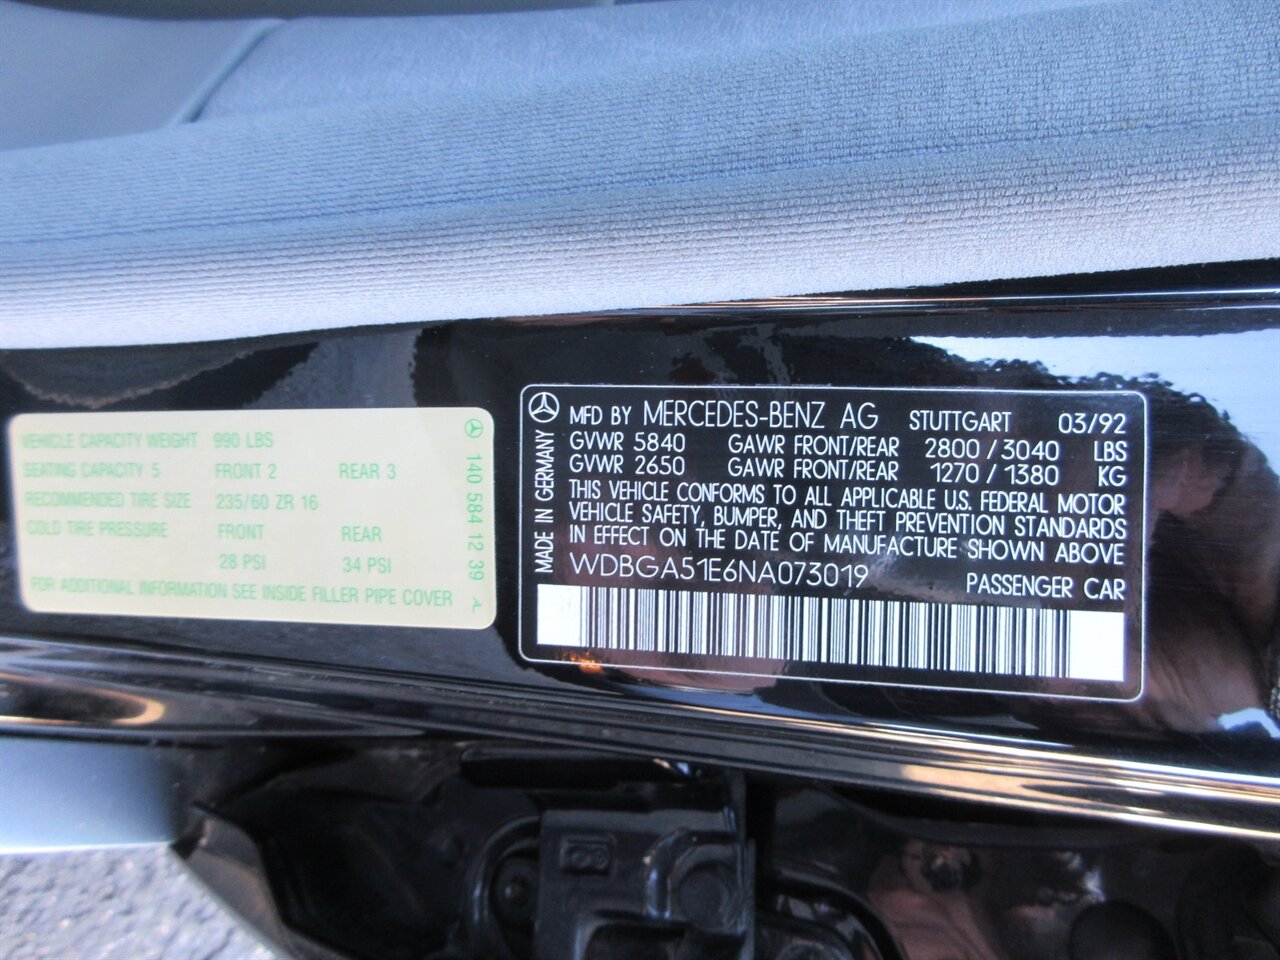 VEHICLE CAPACITY WEIGHT 990 LBS
SEATING CAPACITY 5 FRONT 2 REAR 3
RECOMMENDED TIRE SIZE 235/60 ZR 16
COLD TIRE PRESSURE FRONT REAR
28 PSI 34 PSI
FOR ADDITIONAL INFORMATION SEE INSIDE FILLER PIPE COVER
140 584 12 39 A
MADE IN GERMANY
MFD BY MERCEDES-BENZ AG STUTTGART 03/92
GVWR 5840 GAWR FRONT/REAR 2800 / 3040 LBS
GVWR 2650 GAWR FRONT/REAR 1270 / 1380 KG
THIS VEHICLE CONFORMS TO ALL APPLICABLE U.S. FEDERAL MOTOR
VEHICLE SAFETY, BUMPER, AND THEFT PREVENTION STANDARDS
IN EFFECT ON THE DATE OF MANUFACTURE SHOWN ABOVE
WDBGA51E6NA073019 PASSENGER CAR